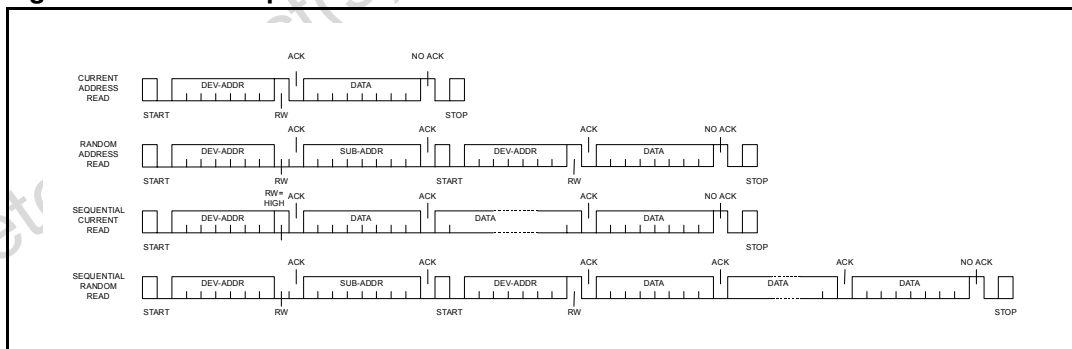 ACK NO ACK
CURRENT
ADDRESS
READ
DEV-ADDR DATA
START RW STOP
ACK ACK ACK NO ACK
RANDOM
ADDRESS
READ
DEV-ADDR SUB-ADDR DEV-ADDR DATA
START RW START RW STOP
RW=
HIGH
ACK ACK ACK NO ACK
SEQUENTIAL
CURRENT
READ
DEV-ADDR DATA DATA DATA
START STOP
ACK ACK ACK ACK ACK NO ACK
SEQUENTIAL
RANDOM
READ
DEV-ADDR SUB-ADDR DEV-ADDR DATA DATA DATA
START RW START RW STOP